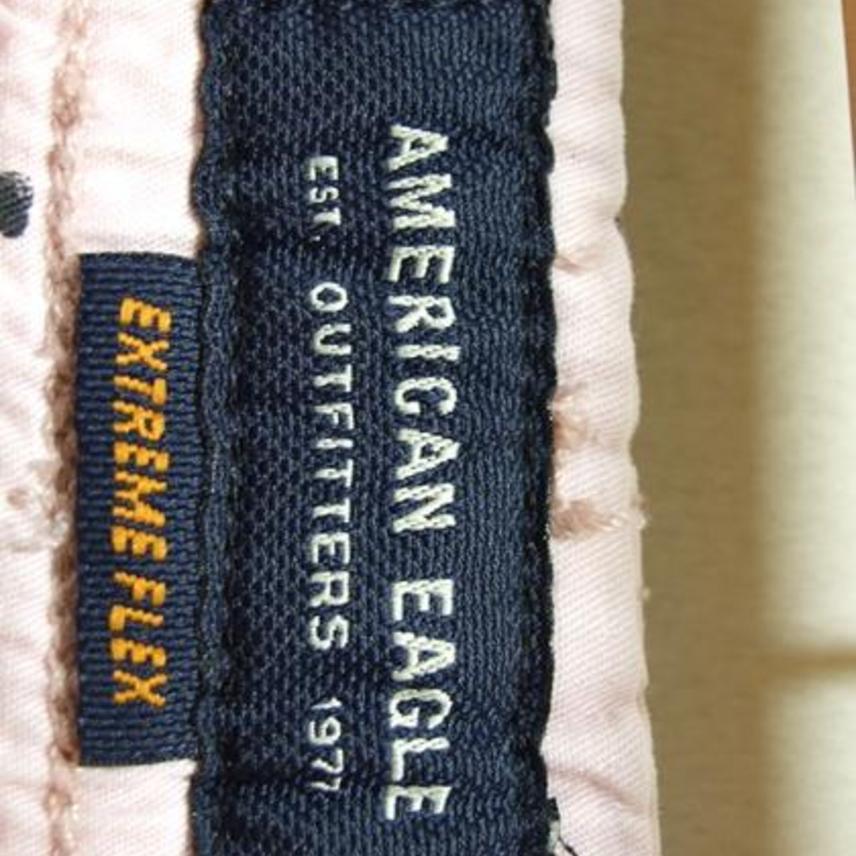 AMERICAN EAGLE
EST. OUTFITTERS 1977
EXTREME FLEX